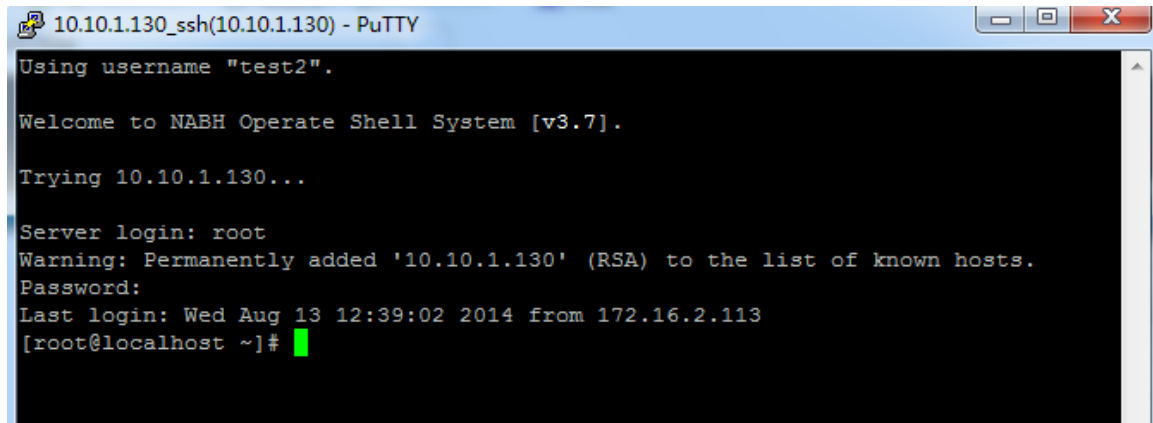 10.10.1.130_ssh(10.10.1.130) - PuTTY
Using username "test2".
Welcome to NABH Operate Shell System [v3.7].
Trying 10.10.1.130...
Server login: root
Warning: Permanently added '10.10.1.130' (RSA) to the list of known hosts.
Password:
Last login: Wed Aug 13 12:39:02 2014 from 172.16.2.113
[root@localhost ~]#